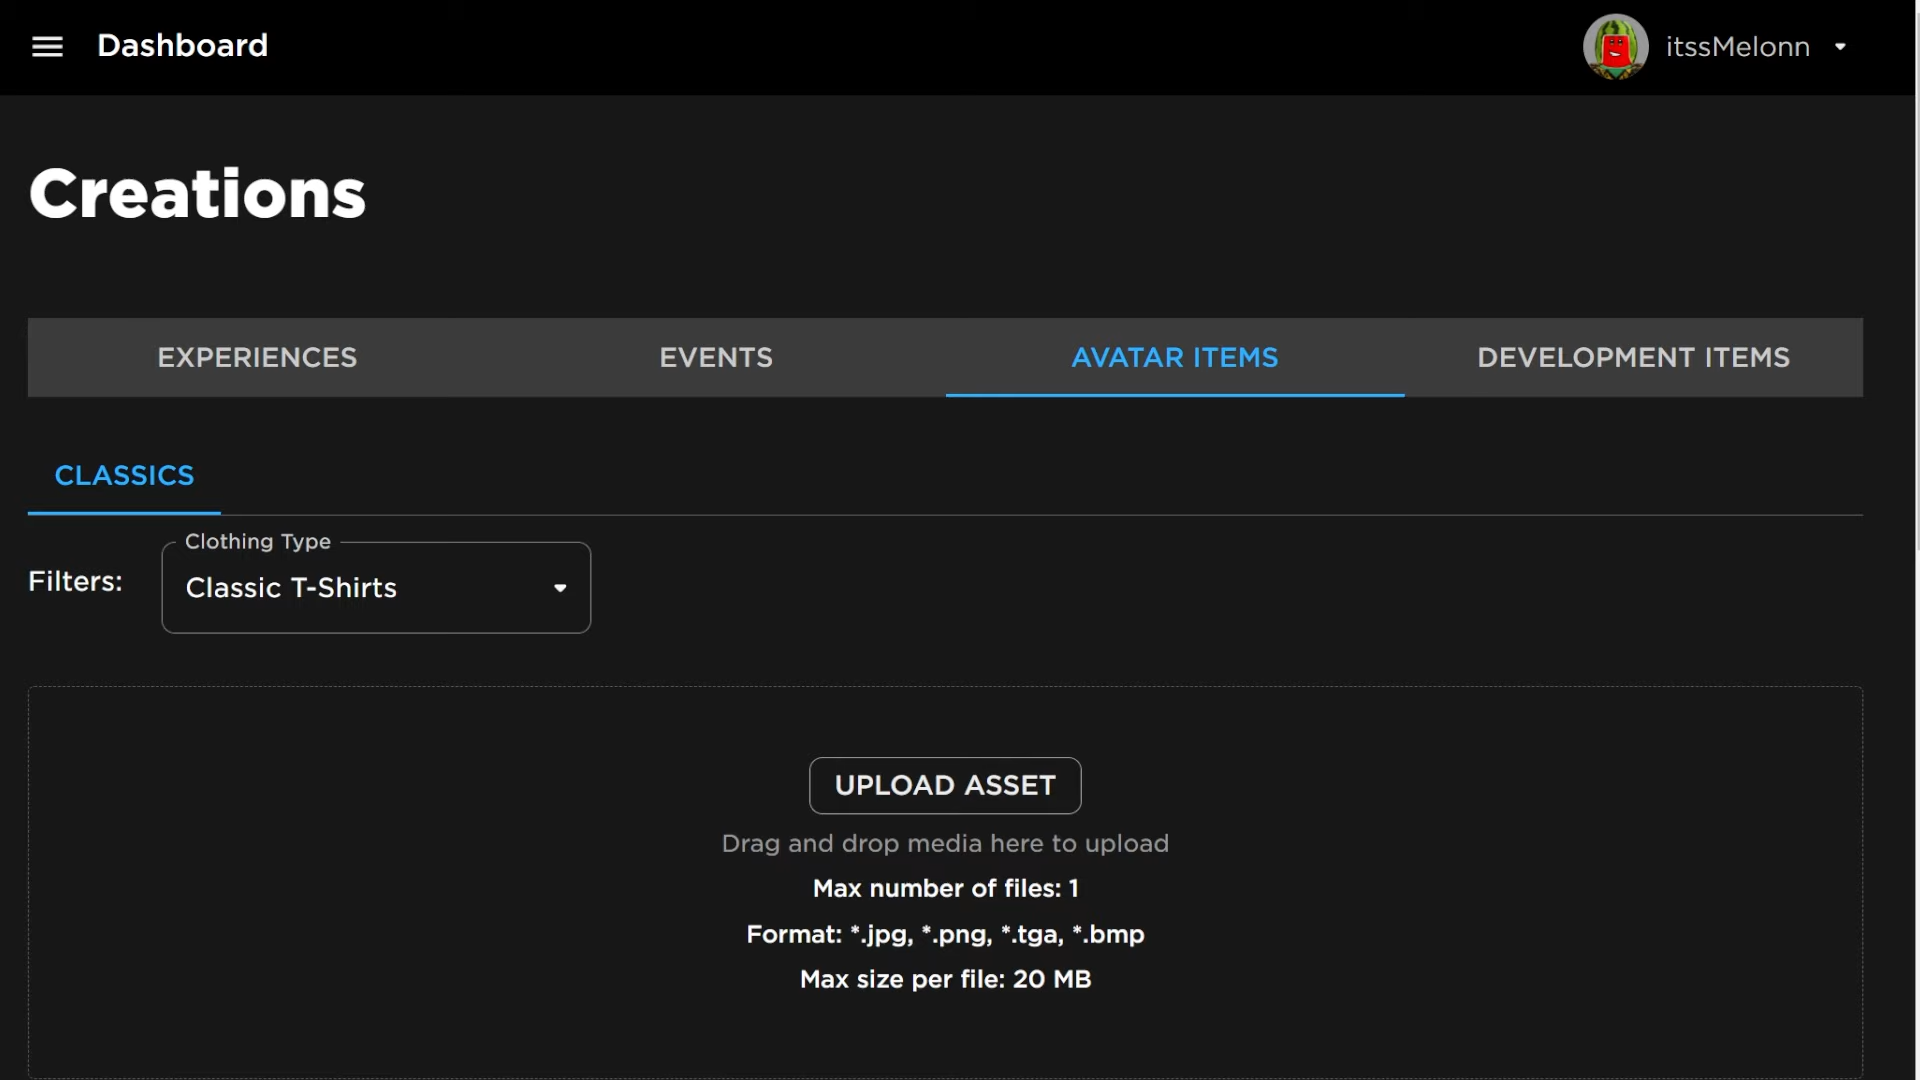 Dashboard
itssMelonn
Creations
EXPERIENCES
EVENTS
AVATAR ITEMS
DEVELOPMENT ITEMS
CLASSICS
Filters:
Clothing Type
Classic T-Shirts
UPLOAD ASSET
Drag and drop media here to upload
Max number of files: 1
Format: *.jpg, *.png, *.tga, *.bmp
Max size per file: 20 MB